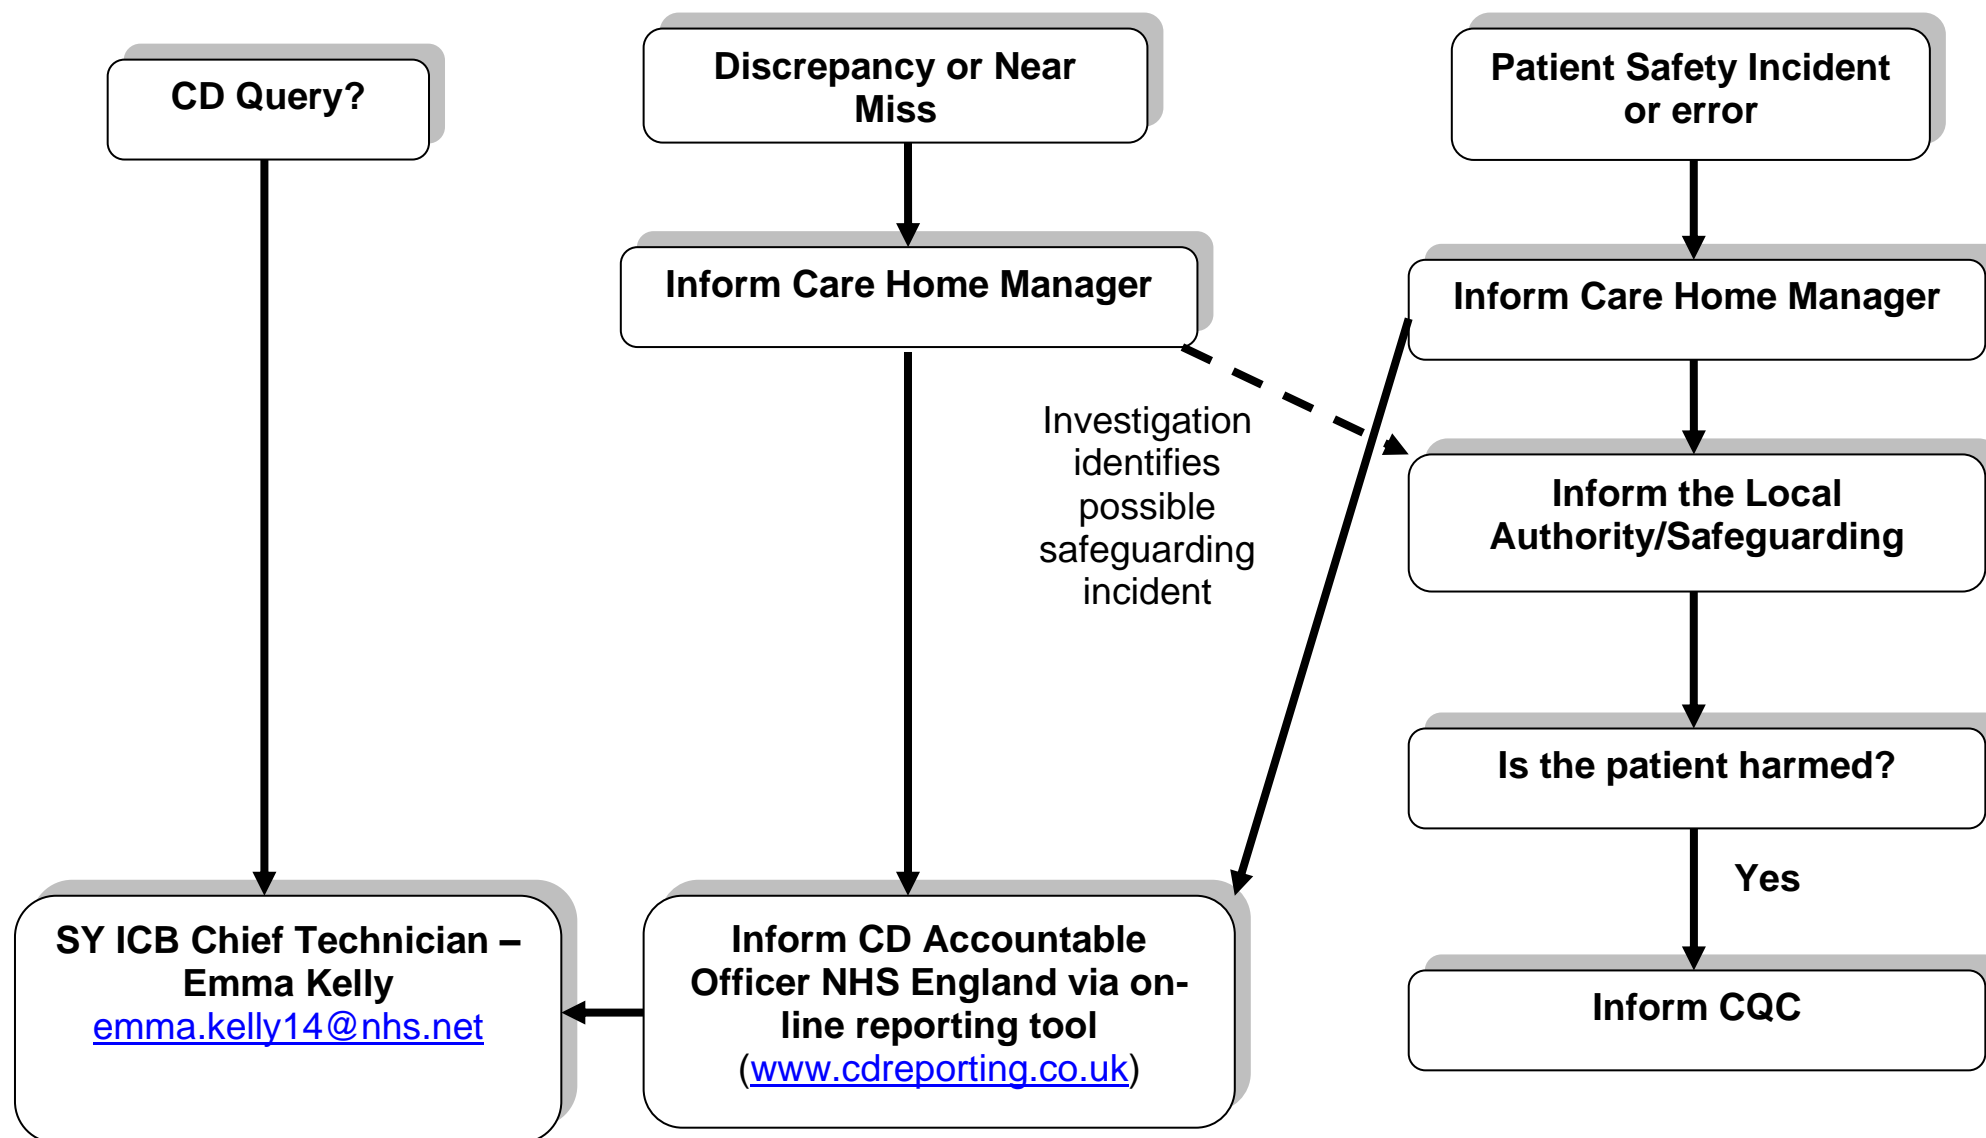 CD Query?
Discrepancy or Near
Miss
Patient Safety Incident
or error
Inform Care Home Manager
Inform Care Home Manager
Investigation
identifies
possible
safeguarding
incident
Inform the Local
Authority/Safeguarding
Is the patient harmed?
Yes
SY ICB Chief Technician –
Emma Kelly
emma.kelly14@nhs.net
Inform CD Accountable
Officer NHS England via on-
line reporting tool
(www.cdreporting.co.uk)
Inform CQC